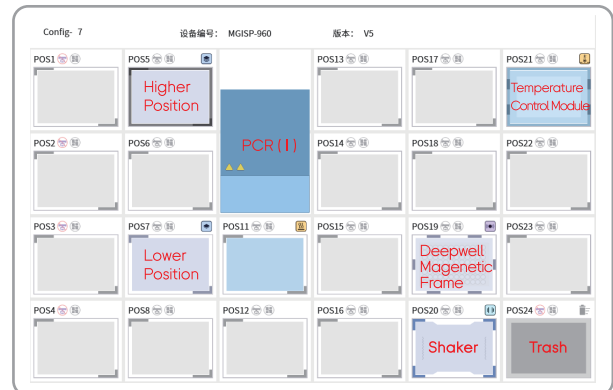 Config- 7 设备编号: MGISP-960 版本: V5
POS1 POS5 POS13 POS17 POS21
Higher
Position
Temperature
Control Module
PCR(I)
POS2 POS6 POS14 POS18 POS22
POS3 POS7 POS11 POS15 POS19 POS23
Lower
Position
Deepwell
Magenetic
Frame
POS4 POS8 POS12 POS16 POS20 POS24
Shaker Trash